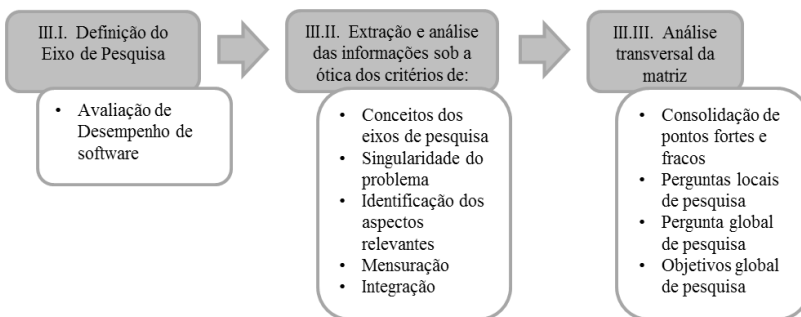 III.I. Definição do
Eixo de Pesquisa
• Avaliação de
Desempenho de
software
III.II. Extração e análise
das informações sob a
ótica dos critérios de:
• Conceitos dos
eixos de pesquisa
• Singularidade do
problema
• Identificação dos
aspectos
relevantes
• Mensuração
• Integração
III.III. Análise
transversal da
matriz
• Consolidação de
pontos fortes e
fracos
• Perguntas locais
de pesquisa
• Pergunta global
de pesquisa
• Objetivos global
de pesquisa